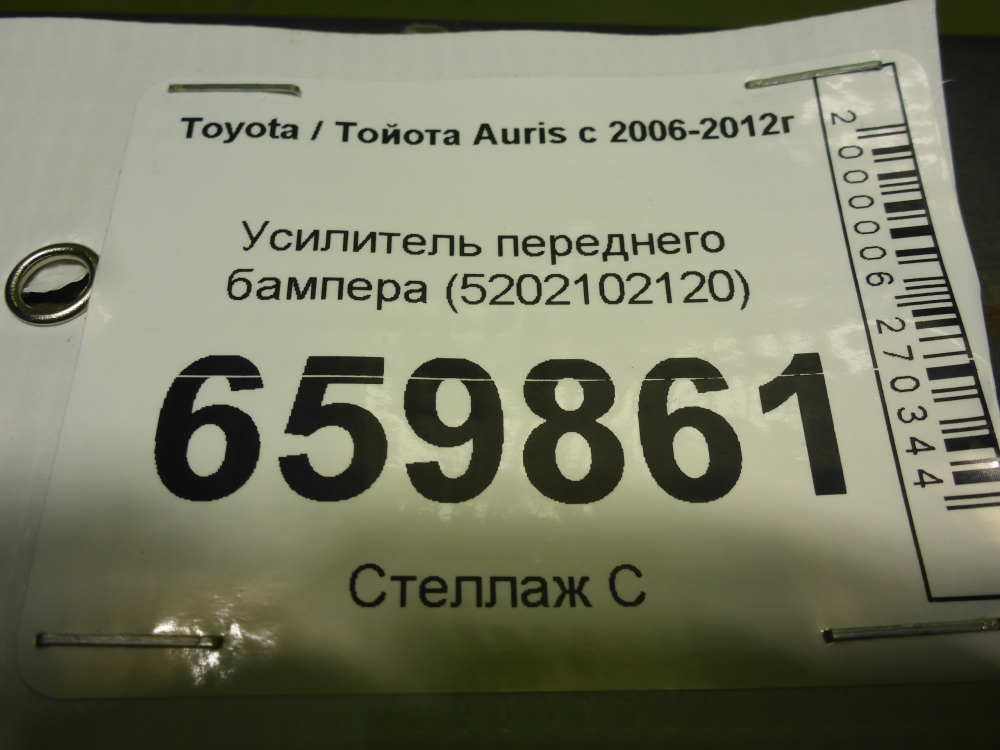 Toyota / Тойота Auris с 2006-2012г
Усилитель переднего
бампера (5202102120)
659861
Стеллаж С
2000006270344